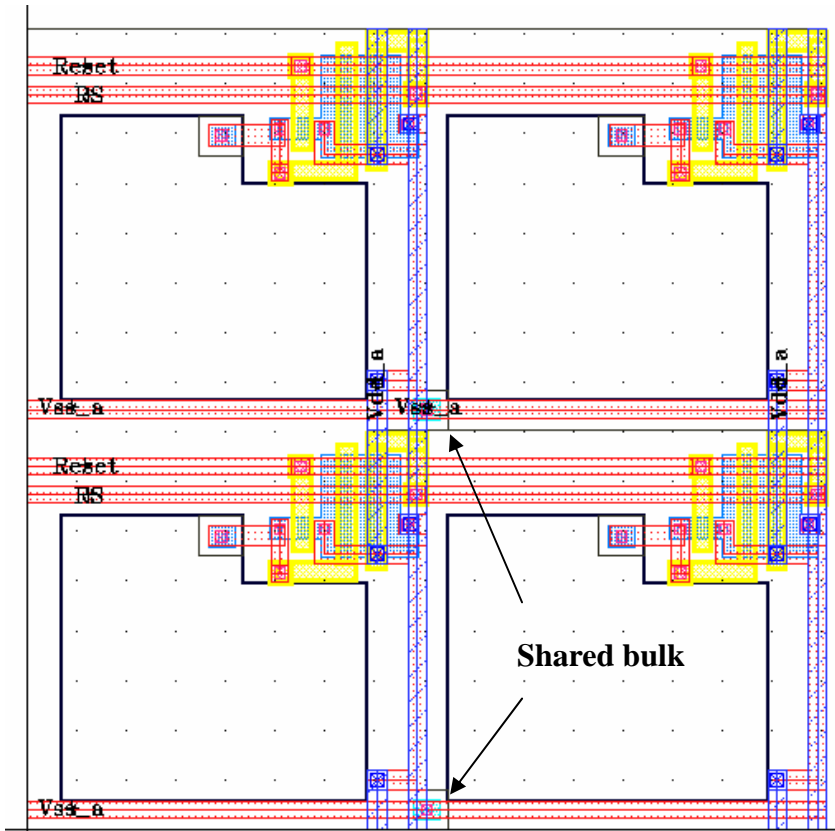 Reset
RS
Vdd_a
Vdd_a
Vss_a
Vss_a
Reset
RS
Shared bulk
Vss_a